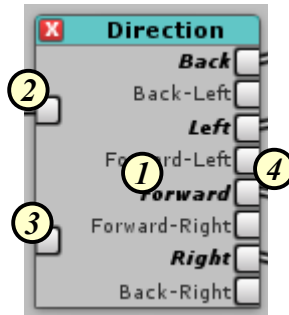 X Direction
Back
2 Back-Left
Left
Forward-Left
1 4
Forward
3 Forward-Right
Right
Back-Right